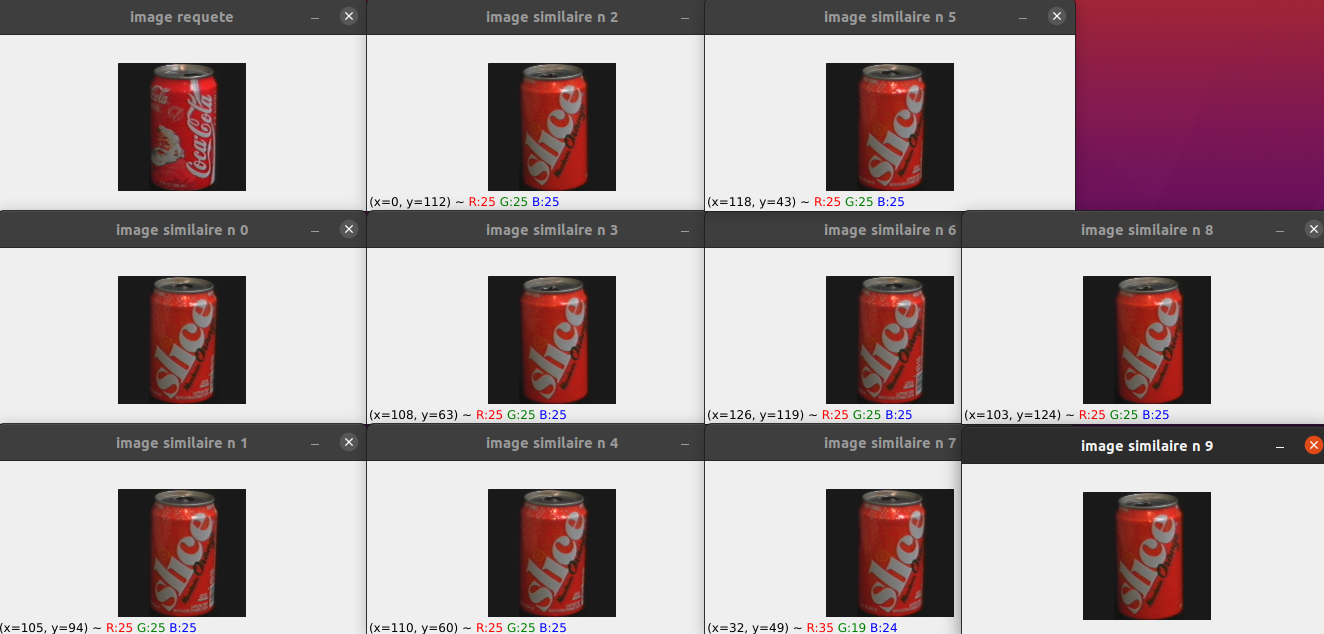 image requete
Coca-Cola
image similaire n 2
slice
(x=0, y=112) ~ R:25 G:25 B:25
image similaire n 5
slice
(x=118, y=43) ~ R:25 G:25 B:25
image similaire n 0
slice
image similaire n 3
slice
(x=108, y=63) ~ R:25 G:25 B:25
image similaire n 6
slice
(x=126, y=119) ~ R:25 G:25 B:25
image similaire n 8
slice
(x=103, y=124) ~ R:25 G:25 B:25
image similaire n 1
slice
(x=105, y=94) ~ R:25 G:25 B:25
image similaire n 4
slice
(x=110, y=60) ~ R:25 G:25 B:25
image similaire n 7
slice
(x=32, y=49) ~ R:35 G:19 B:24
image similaire n 9
slice